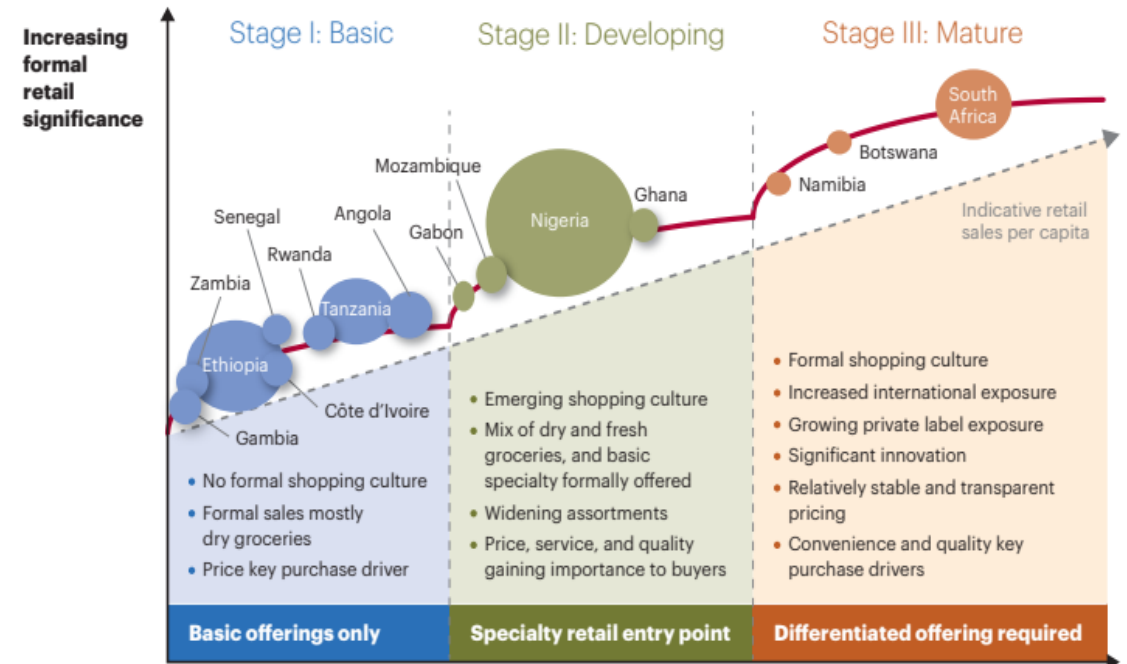 Increasing
formal
retail
significance
Stage I: Basic
Stage II: Developing
Stage III: Mature
South
Africa
Botswana
Namibia
Mozambique
Nigeria
Ghana
Gabon
Angola
Senegal
Rwanda
Zambia
Tanzania
Ethiopia
Côte d’Ivoire
Gambia
Indicative retail
sales per capita
• No formal shopping culture
• Formal sales mostly
dry groceries
• Price key purchase driver
• Emerging shopping culture
• Mix of dry and fresh
groceries, and basic
specialty formally offered
• Widening assortments
• Price, service, and quality
gaining importance to buyers
• Formal shopping culture
• Increased international exposure
• Growing private label exposure
• Significant innovation
• Relatively stable and transparent
pricing
• Convenience and quality key
purchase drivers
Basic offerings only
Specialty retail entry point
Differentiated offering required